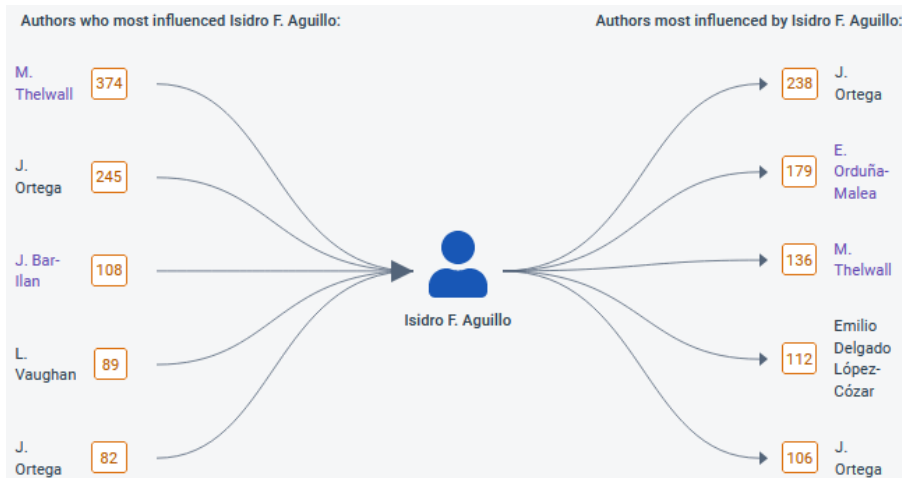 Authors who most influenced Isidro F. Aguillo:
M.
Thelwall
374
J.
Ortega
245
J. Bar-
Ilan
108
L.
Vaughan
89
J.
Ortega
82
Isidro F. Aguillo
Authors most influenced by Isidro F. Aguillo:
238
J.
Ortega
179
E.
Orduña-
Malea
136
M.
Thelwall
112
Emilio
Delgado
López-
Cózar
106
J.
Ortega